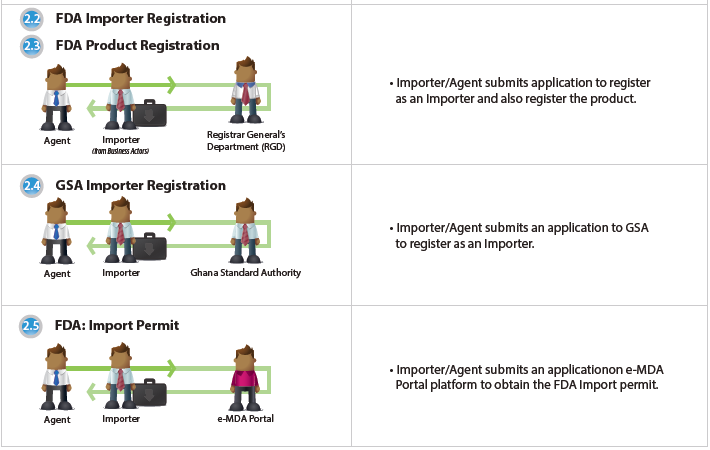 2.2 FDA Importer Registration
2.3 FDA Product Registration
Agent
Importer
(from Business Actors)
Registrar General's
Department (RGD)
• Importer/Agent submits application to register
as an Importer and also register the product.
2.4 GSA Importer Registration
Agent
Importer
Ghana Standard Authority
• Importer/Agent submits an application to GSA
to register as an Importer.
2.5 FDA: Import Permit
Agent
Importer
e-MDA Portal
• Importer/Agent submits an applicationon e-MDA
Portal platform to obtain the FDA Import permit.